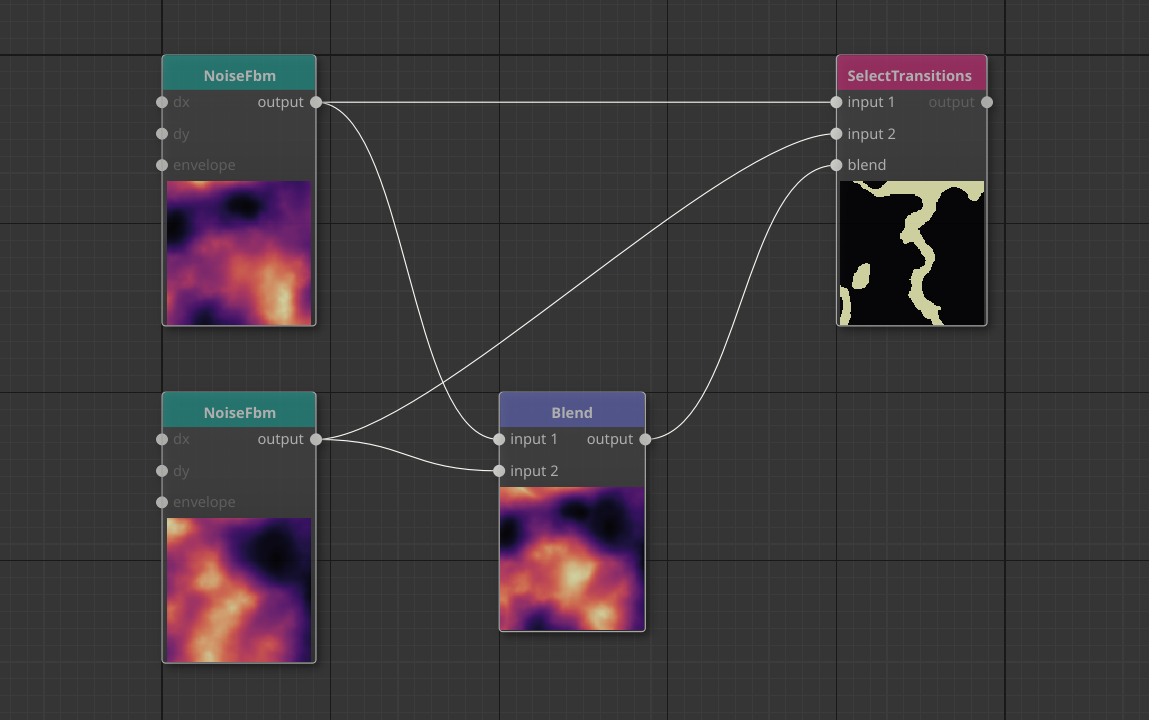 NoiseFbm
dx output
dy
envelope
SelectTransitions
input 1 output
input 2
blend
NoiseFbm
dx output
dy
envelope
Blend
input 1 output
input 2